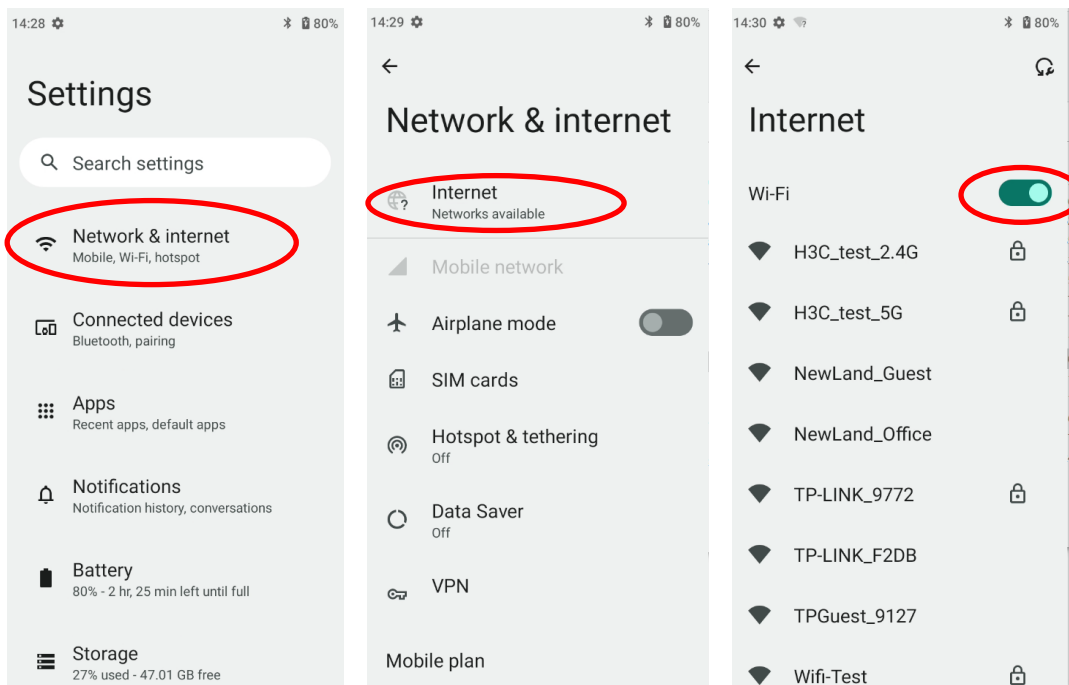 14:28 80%
Settings
Search settings
Network & internet
Mobile, Wi-Fi, hotspot
Connected devices
Bluetooth, pairing
Apps
Recent apps, default apps
Notifications
Notification history, conversations
Battery
80% - 2 hr, 25 min left until full
Storage
27% used - 47.01 GB free
14:29 80%
Network & internet
Internet
Networks available
Mobile network
Airplane mode
SIM cards
Hotspot & tethering
Off
Data Saver
Off
VPN
Mobile plan
14:30 80%
Internet
Wi-Fi
H3C_test_2.4G
H3C_test_5G
NewLand_Guest
NewLand_Office
TP-LINK_9772
TP-LINK_F2DB
TPGuest_9127
Wifi-Test